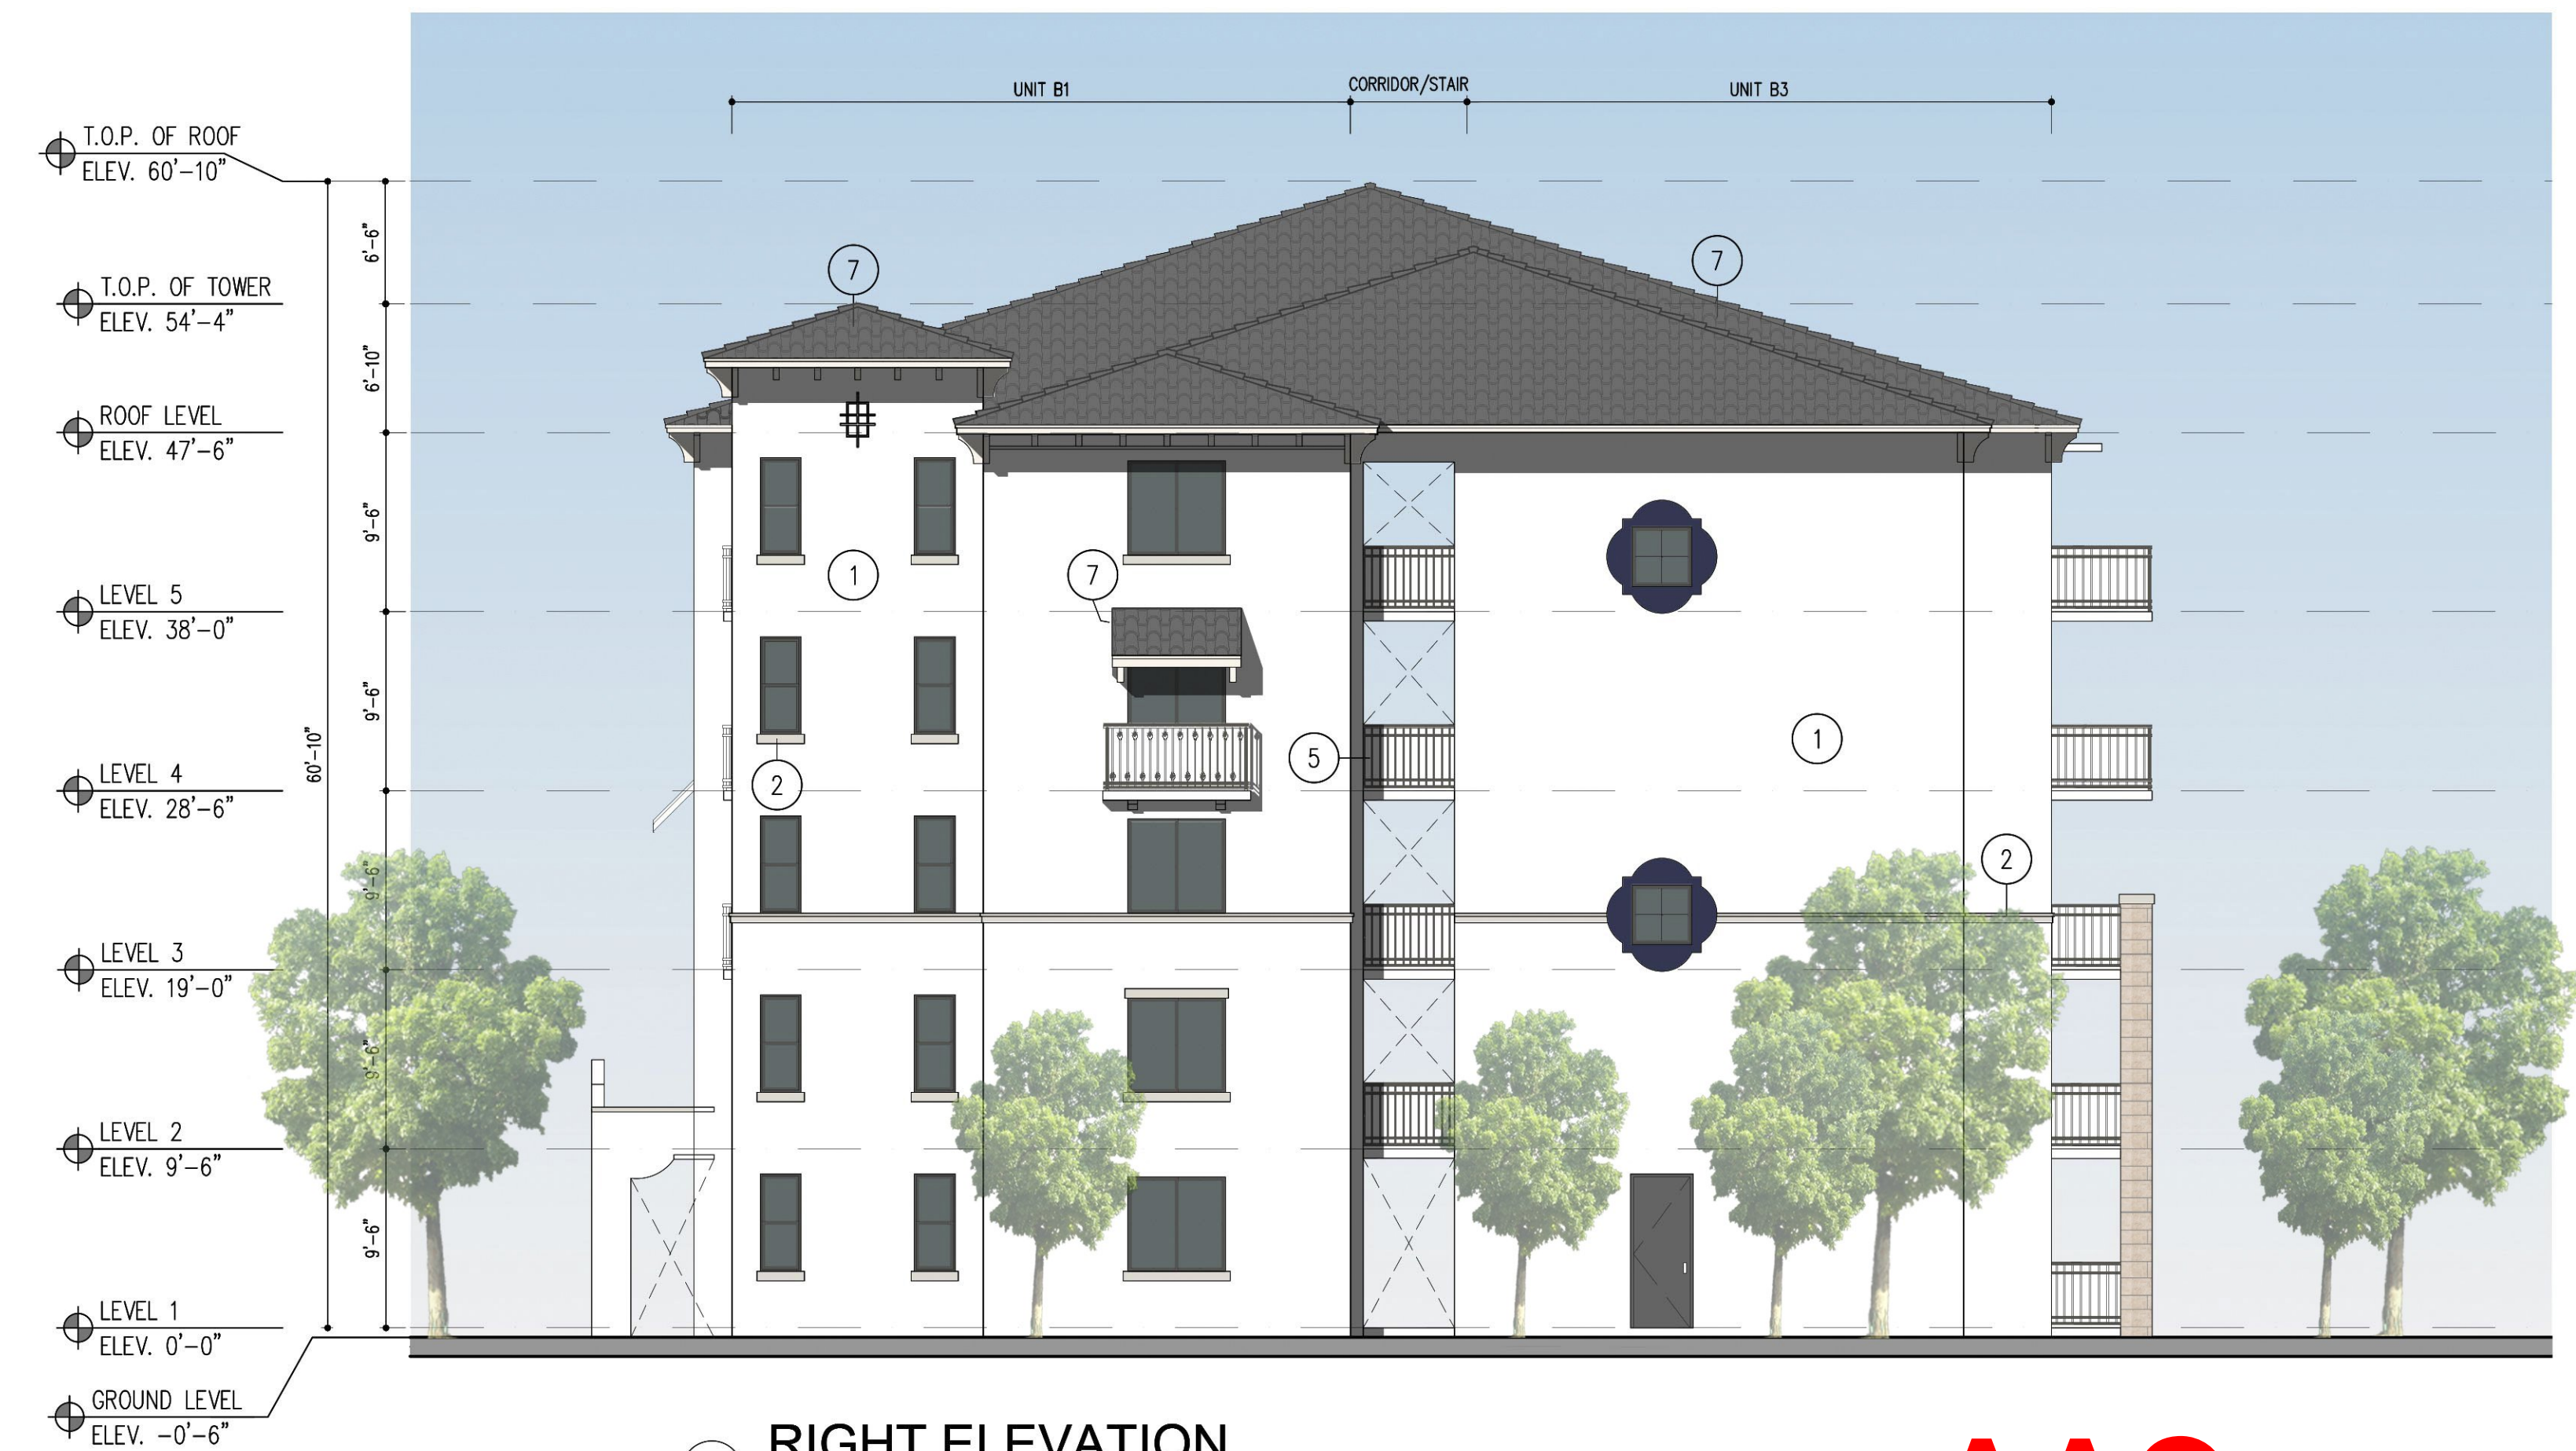 UNIT B1
CORRIDOR/STAIR
UNIT B3
T.O.P. OF ROOF
ELEV. 60'-10"
6'-6"
7
7
T.O.P. OF TOWER
ELEV. 54'-4"
6'-10"
ROOF LEVEL
ELEV. 47'-6"
9'-6"
1
7
LEVEL 5
ELEV. 38'-0"
9'-6"
60'-10"
5
1
2
LEVEL 4
ELEV. 28'-6"
9'-6"
2
LEVEL 3
ELEV. 19'-0"
9'-6"
LEVEL 2
ELEV. 9'-6"
9'-6"
LEVEL 1
ELEV. 0'-0"
GROUND LEVEL
ELEV. -0'-6"
RIGHT ELEVATION